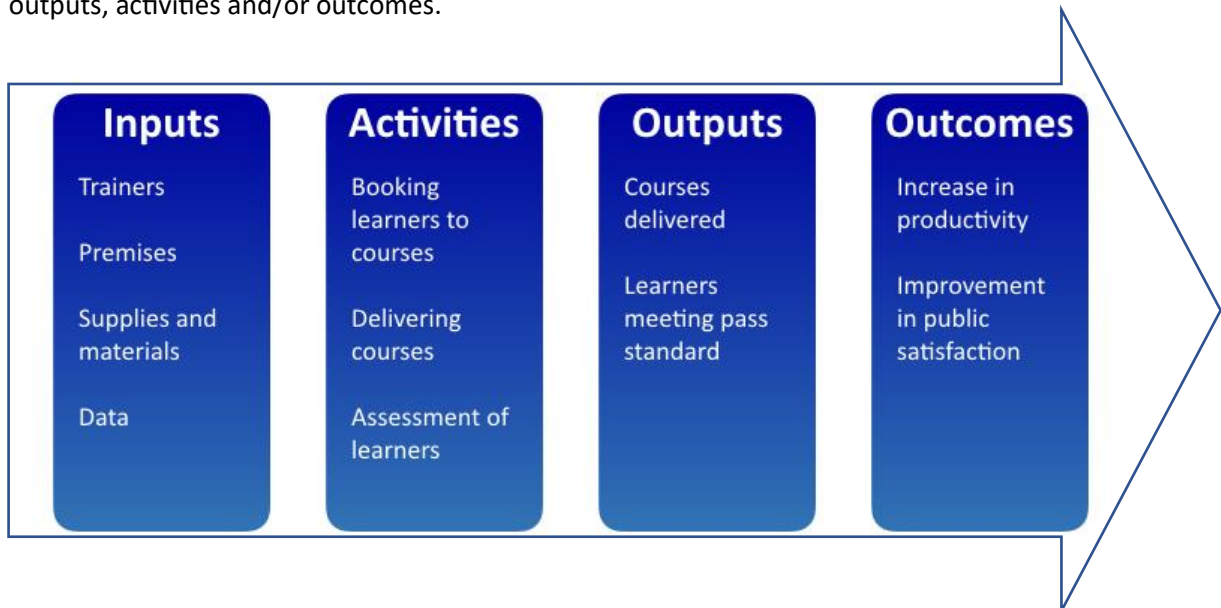 outputs, activities and/or outcomes.
Inputs
Trainers
Premises
Supplies and
materials
Data
Activities
Booking
learners to
courses
Delivering
courses
Assessment of
learners
Outputs
Courses
delivered
Learners
meeting pass
standard
Outcomes
Increase in
productivity
Improvement
in public
satisfaction